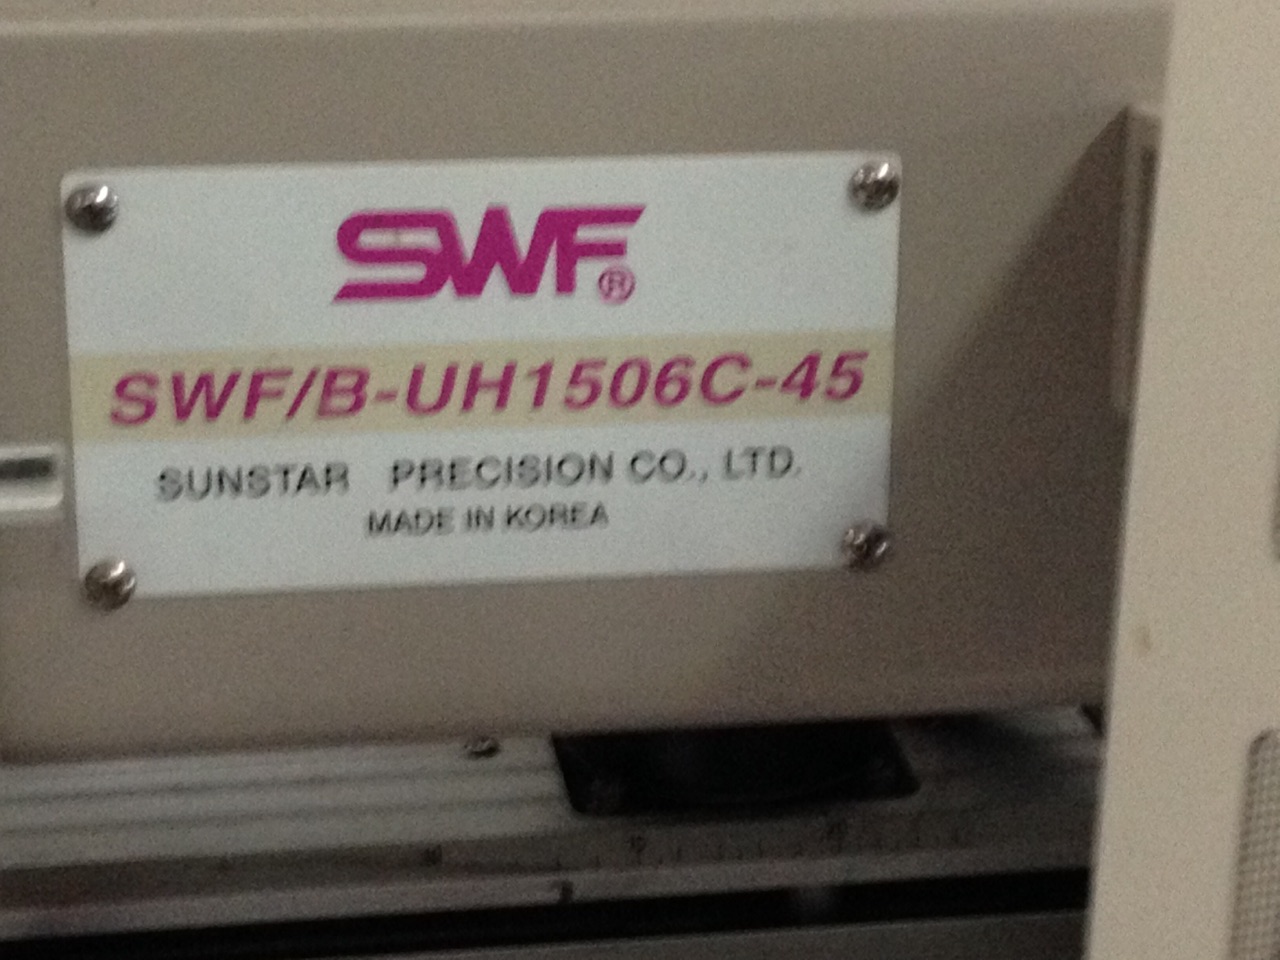 SWF®
SWF/B-UH1506C-45
SUNSTAR PRECISION CO., LTD.
MADE IN KOREA